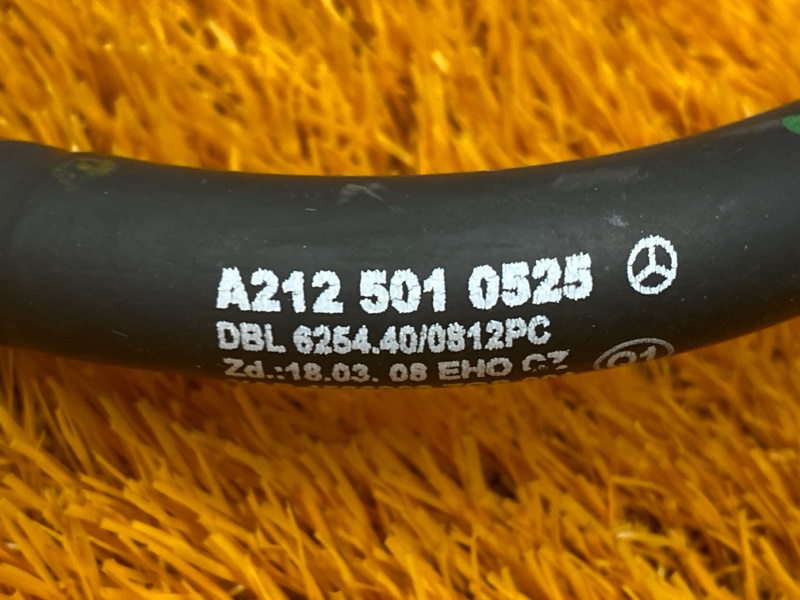 A212 501 0525
DBL 6254.40/0812PC
Zd.:18.03. 08 EHO CZ